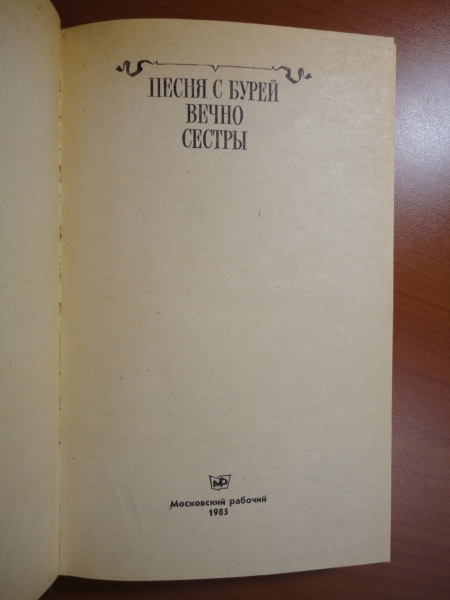 ПЕСНЯ С БУРЕЙ
ВЕЧНО
СЕСТРЫ
МР
Московский рабочий
1985